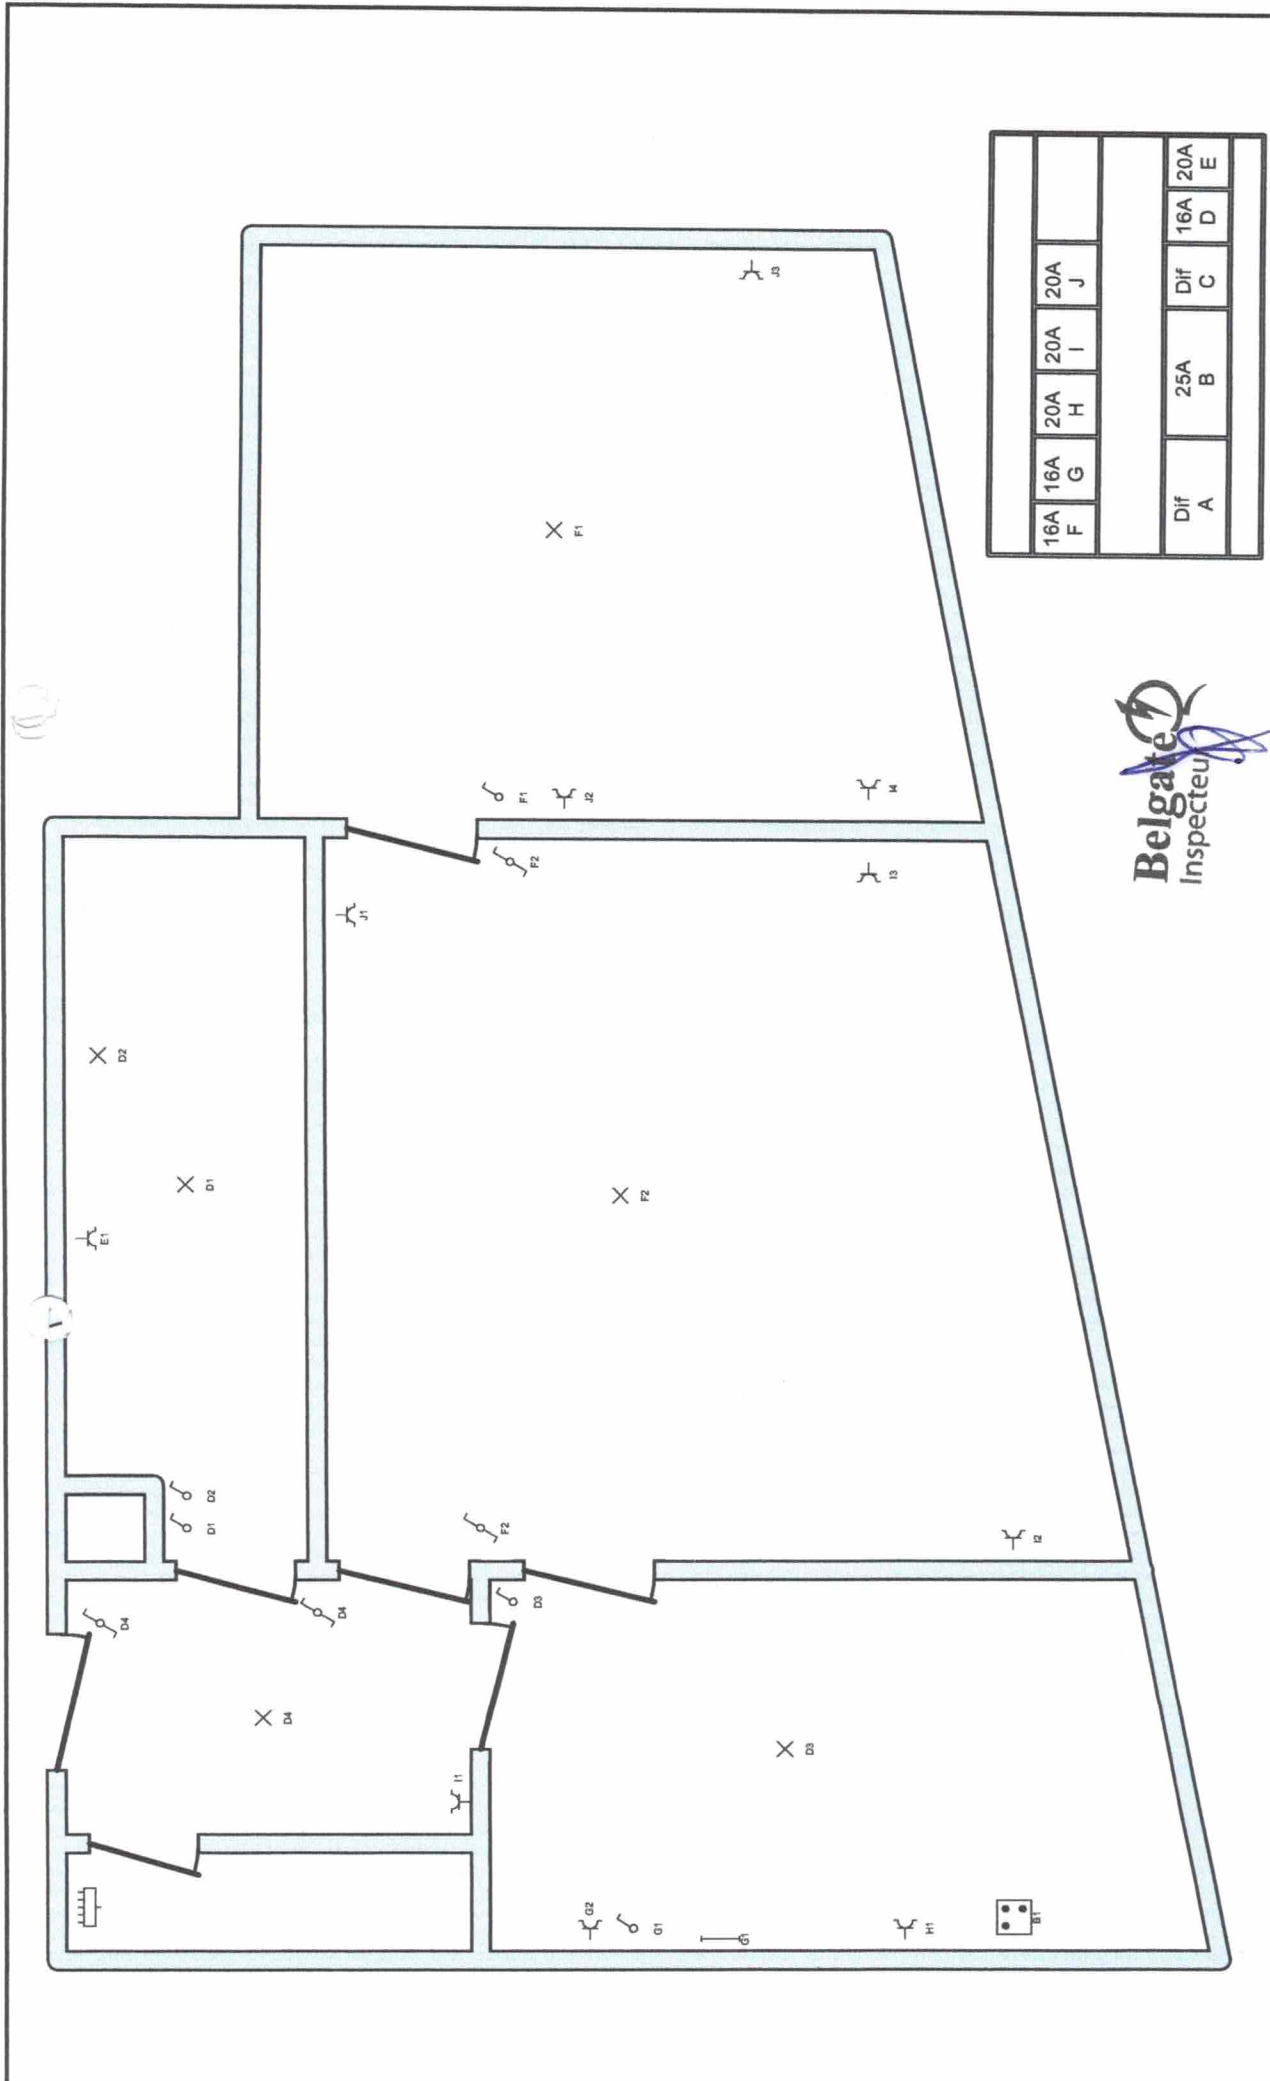 J3
F1
F1
J2
I4
F2
I3
J1
D2
D1
F2
E1
D2
D1
F2
I2
D4
D4
D3
D4
D3
I1
G2
G1
G1
H1
B1
16A 16A 20A 20A 20A
F G H I J
Dif 25A Dif 16A 20A
A B C D E
Belgate
Inspecteur